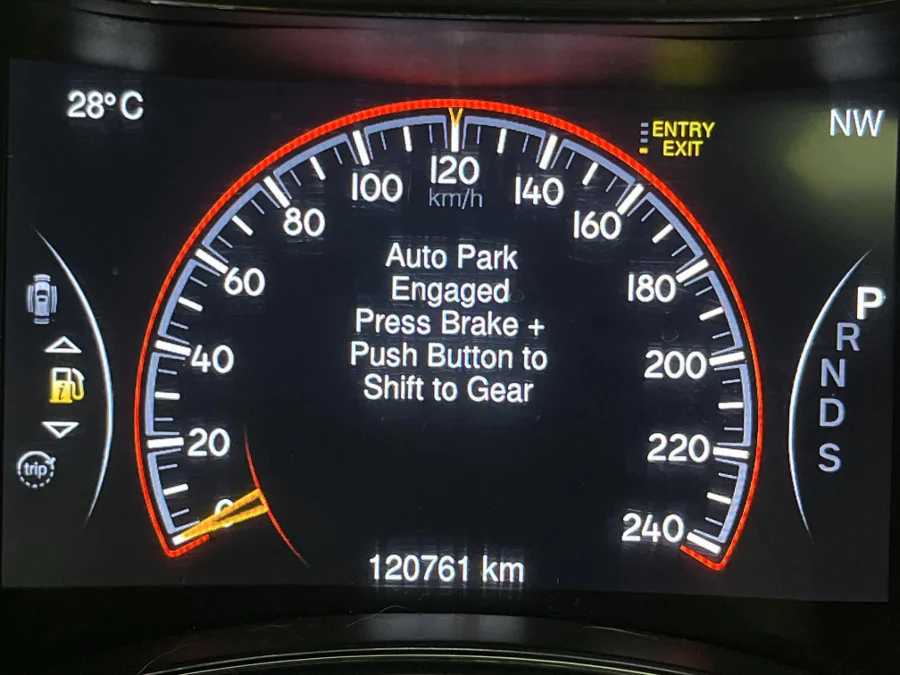 28°C
ENTRY
EXIT
NW
0
20
40
60
80
100
120
km/h
140
160
180
200
220
240
Auto Park
Engaged
Press Brake +
Push Button to
Shift to Gear
i
trip
P
R
N
D
S
120761 km